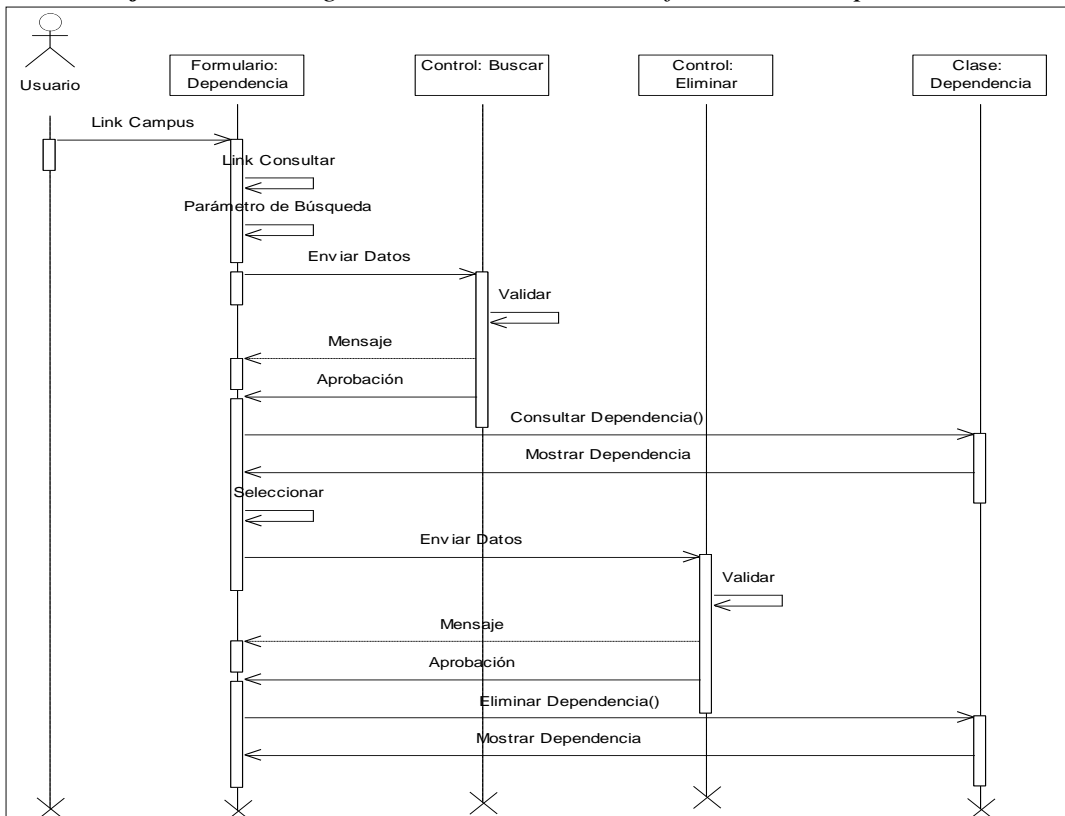 Usuario
Formulario:
Dependencia
Control: Buscar
Control:
Eliminar
Clase:
Dependencia
Link Campus
Link Consultar
Parámetro de Búsqueda
Enviar Datos
Validar
Mensaje
Aprobación
Consultar Dependencia()
Mostrar Dependencia
Seleccionar
Enviar Datos
Validar
Mensaje
Aprobación
Eliminar Dependencia()
Mostrar Dependencia